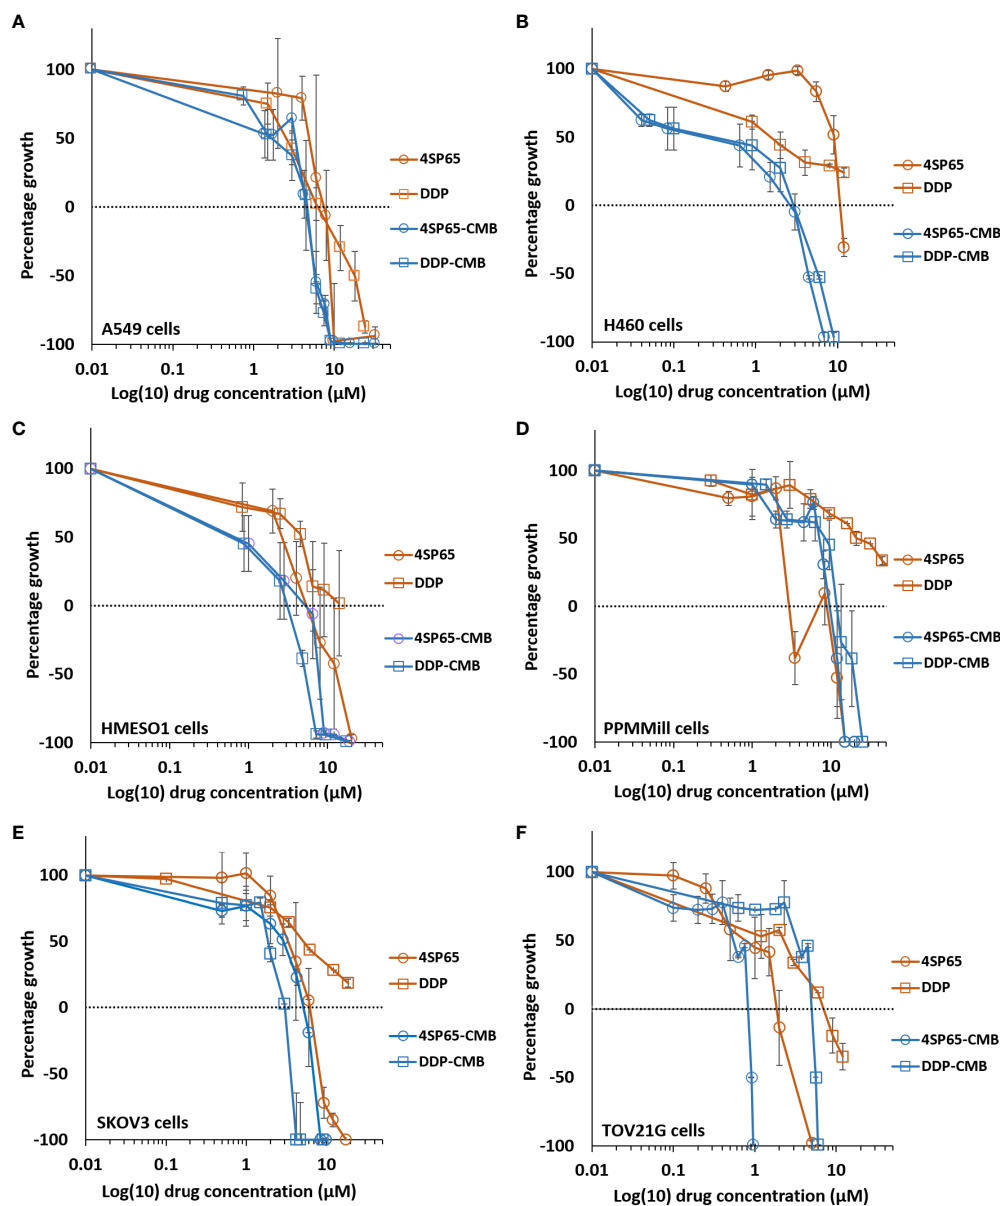 A
Percentage growth
100
50
0
-50
-100
4SP65
DDP
4SP65-CMB
DDP-CMB
A549 cells
0.01 0.1 1 10
Log(10) drug concentration (µM)
B
Percentage growth
100
50
0
-50
-100
4SP65
DDP
4SP65-CMB
DDP-CMB
H460 cells
0.01 0.1 1 10
Log(10) drug concentration (µM)
C
Percentage growth
100
50
0
-50
-100
4SP65
DDP
4SP65-CMB
DDP-CMB
HMESO1 cells
0.01 0.1 1 10
Log(10) drug concentration (µM)
D
Percentage growth
100
50
0
-50
-100
4SP65
DDP
4SP65-CMB
DDP-CMB
PPMMill cells
0.01 0.1 1 10
Log(10) drug concentration (µM)
E
Percentage growth
100
50
0
-50
-100
4SP65
DDP
4SP65-CMB
DDP-CMB
SKOV3 cells
0.01 0.1 1 10
Log(10) drug concentration (µM)
F
Percentage growth
100
50
0
-50
-100
4SP65
DDP
4SP65-CMB
DDP-CMB
TOV21G cells
0.01 0.1 1 10
Log(10) drug concentration (µM)